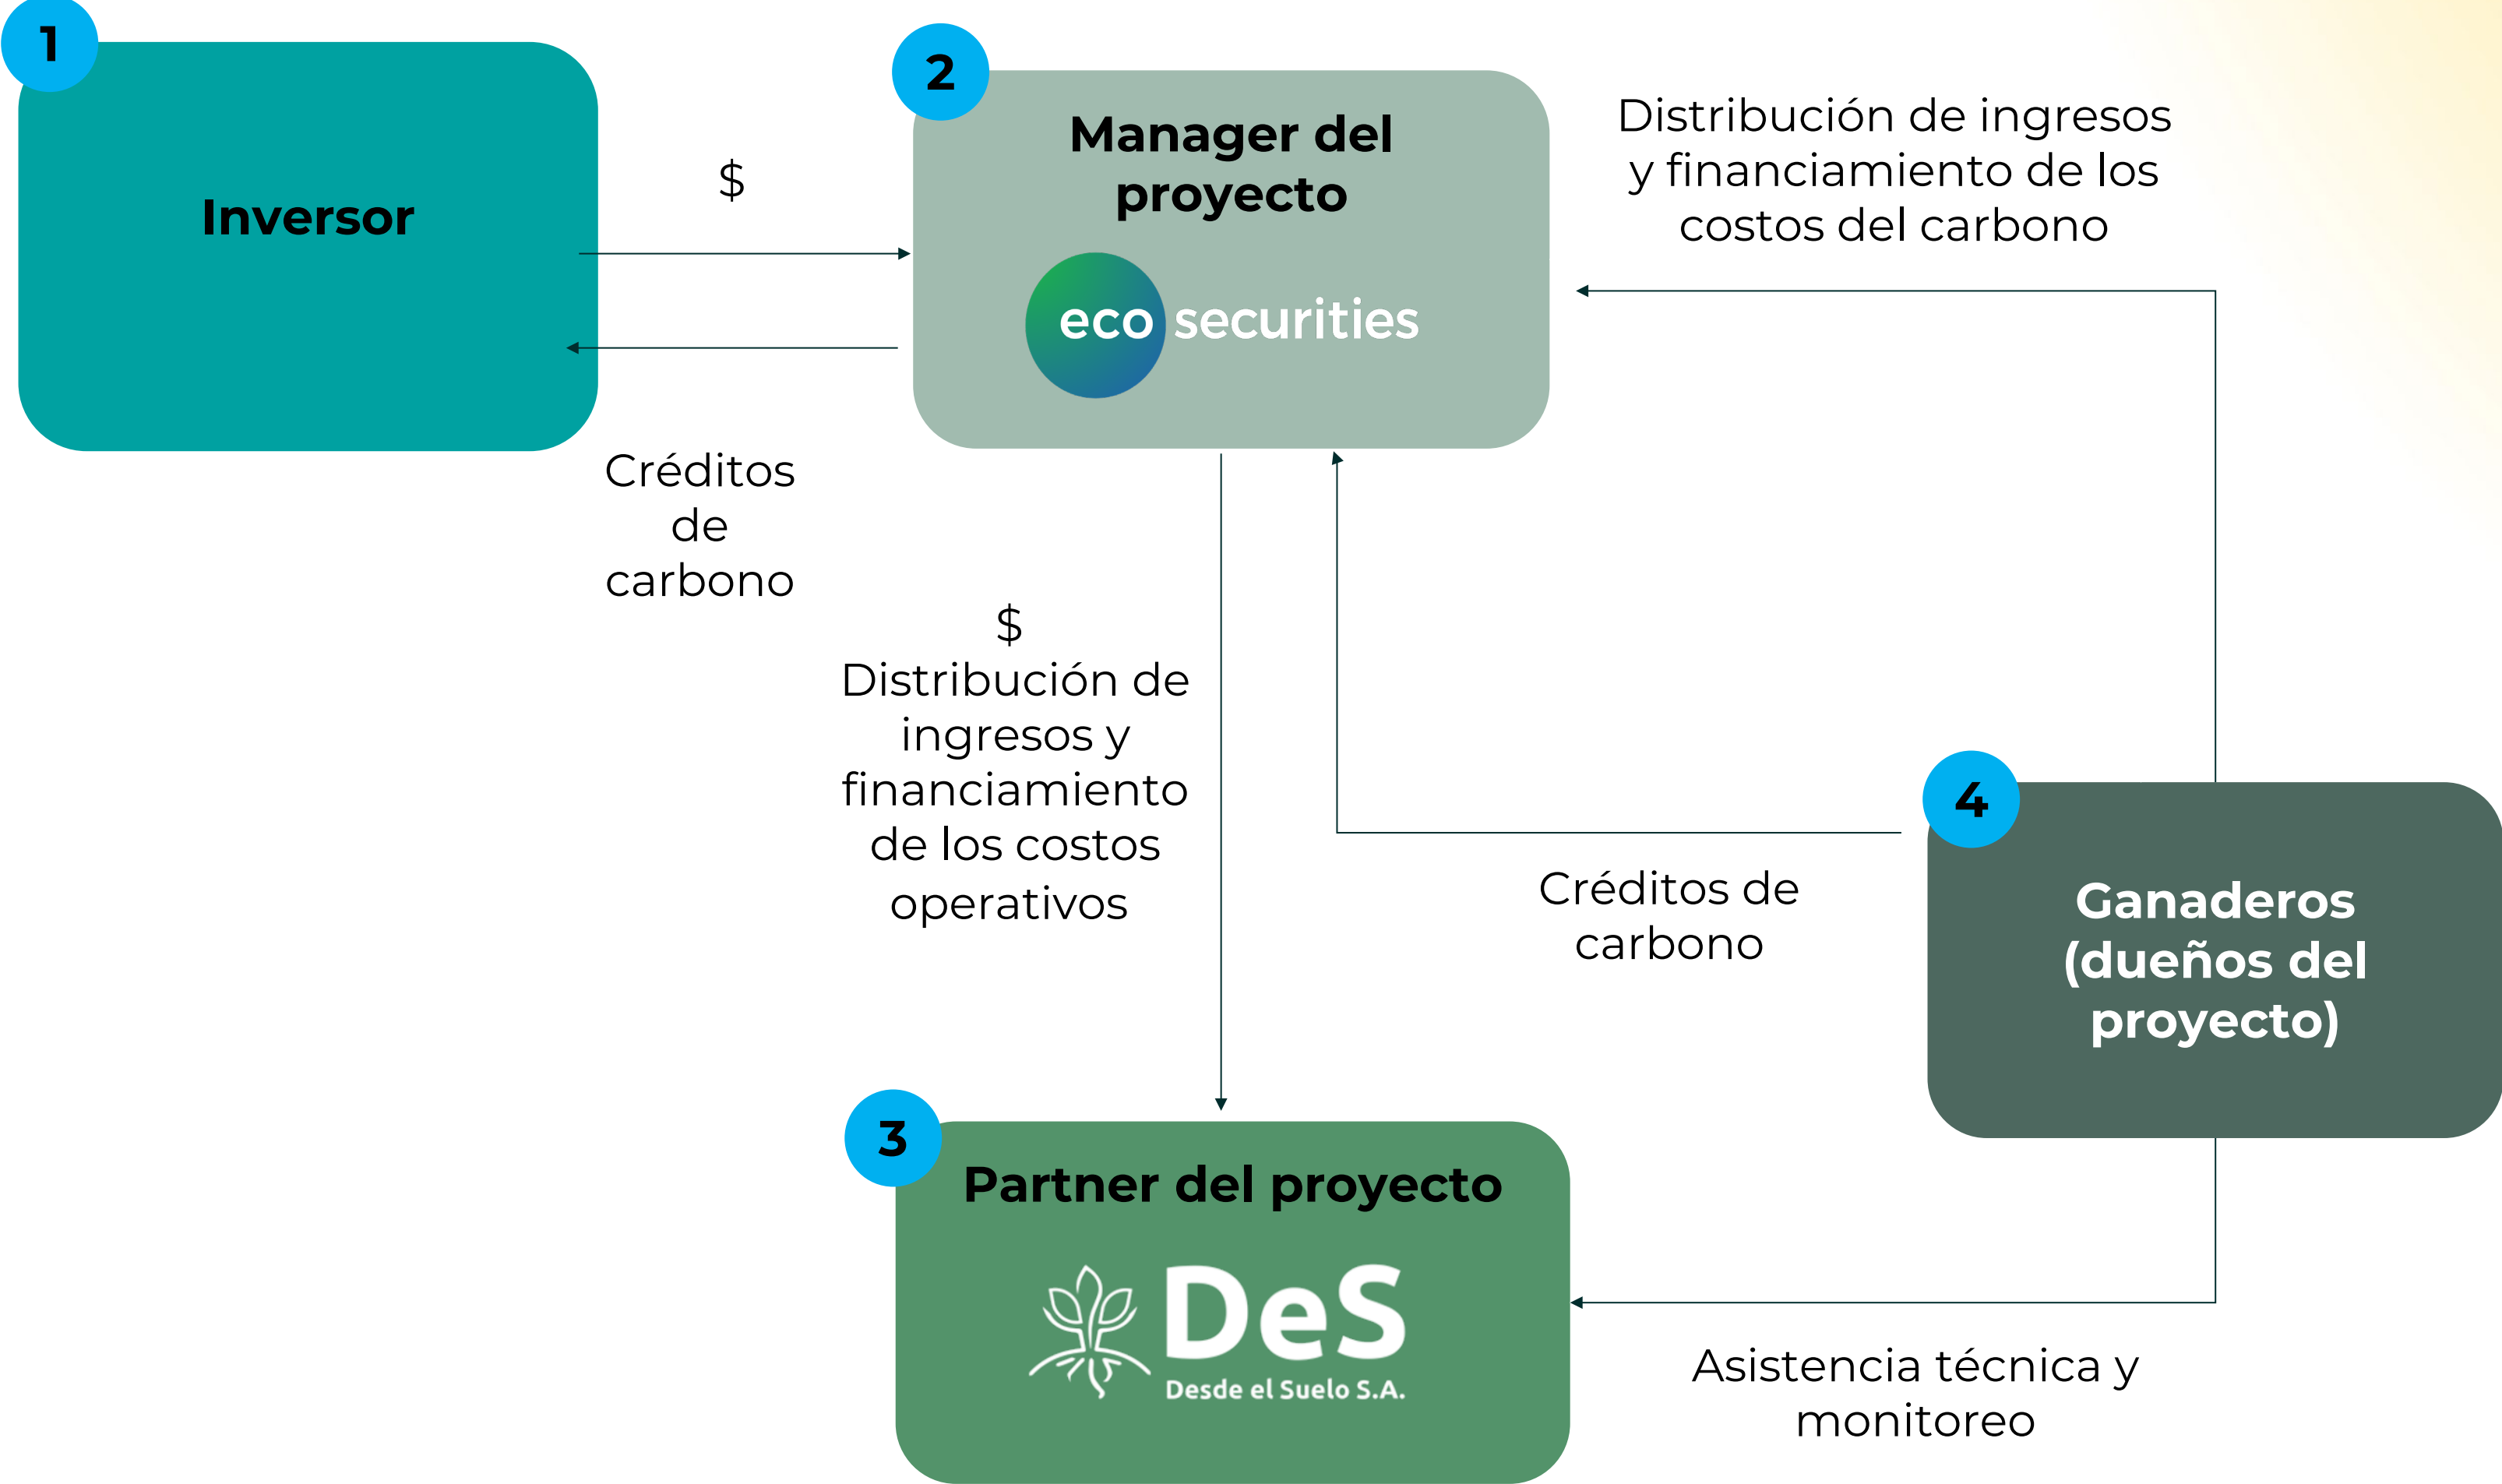 1
Inversor
$
Créditos
de
carbono
2
Manager del
proyecto
eco securities
Distribución de ingresos
y financiamiento de los
costos del carbono
$
Distribución de
ingresos y
financiamiento
de los costos
operativos
Créditos de
carbono
4
Ganaderos
(dueños del
proyecto)
3
Partner del proyecto
DeS
Desde el Suelo S.A.
Asistencia técnica y
monitoreo